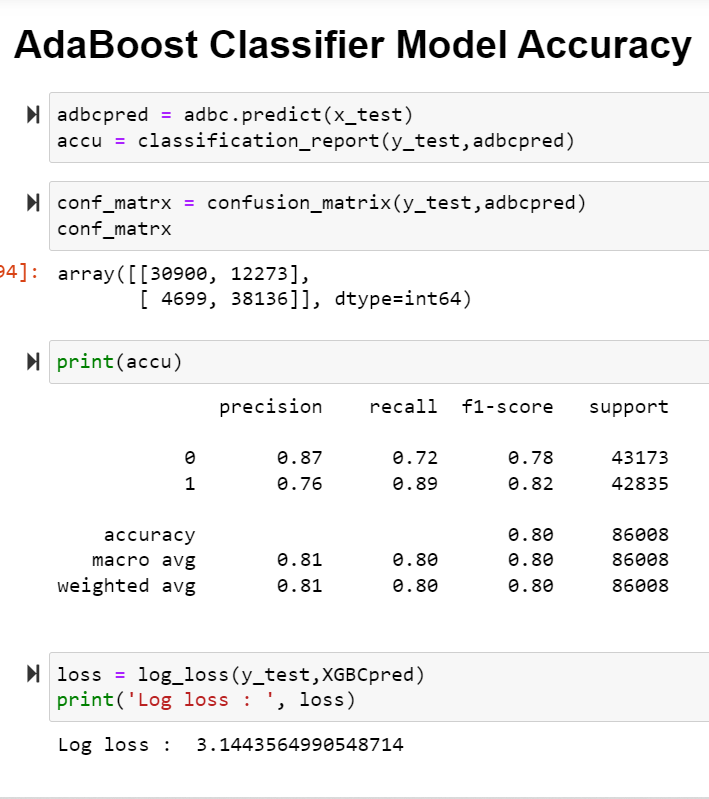 AdaBoost Classifier Model Accuracy
adbcpred = adbc.predict(x_test)
accu = classification_report(y_test,adbcpred)
conf_matrx = confusion_matrix(y_test,adbcpred)
conf_matrx
94]: array([[30900, 12273],
[ 4699, 38136]], dtype=int64)
print(accu)
precision recall f1-score support
0 0.87 0.72 0.78 43173
1 0.76 0.89 0.82 42835
accuracy 0.80 86008
macro avg 0.81 0.80 0.80 86008
weighted avg 0.81 0.80 0.80 86008
loss = log_loss(y_test,XGBCpred)
print('Log loss : ', loss)
Log loss :  3.1443564990548714